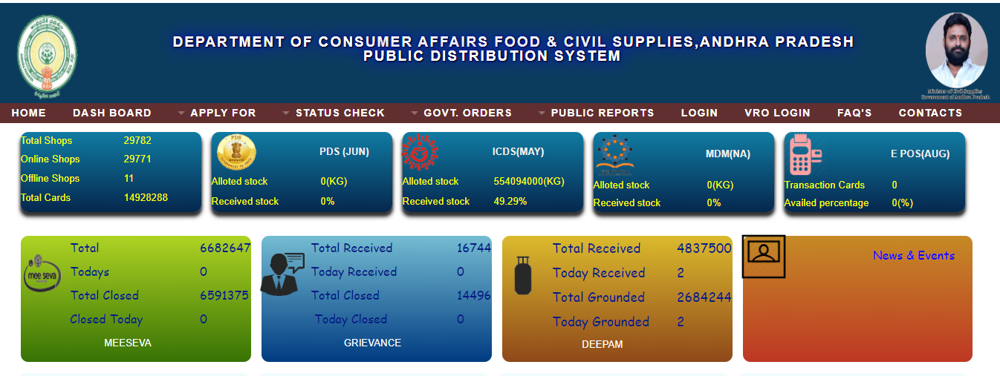 DEPARTMENT OF CONSUMER AFFAIRS FOOD & CIVIL SUPPLIES,ANDHRA PRADESH
PUBLIC DISTRIBUTION SYSTEM
Minister of Civil Supplies
Government of Andhra Pradesh
HOME DASH BOARD APPLY FOR STATUS CHECK GOVT. ORDERS PUBLIC REPORTS LOGIN VRO LOGIN FAQ'S CONTACTS
Total Shops 29782
Online Shops 29771
Offline Shops 11
Total Cards 14928288
PDS
PDS (JUN)
Alloted stock 0(KG)
Received stock 0%
ICDS(MAY)
Alloted stock 554094000(KG)
Received stock 49.29%
MDM(NA)
Alloted stock 0(KG)
Received stock 0%
E POS(AUG)
Transaction Cards 0
Availed percentage 0(%)
mee seva
Total 6682647
Todays 0
Total Closed 6591375
Closed Today 0
MEESEVA
Total Received 16744
Today Received 0
Total Closed 14496
Today Closed 0
GRIEVANCE
Total Received 4837500
Today Received 2
Total Grounded 2684244
Today Grounded 2
DEEPAM
News & Events